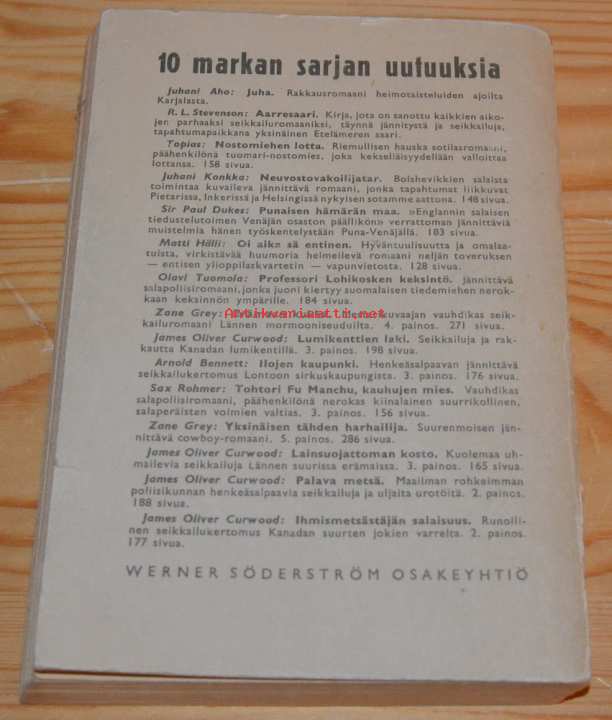 10 markan sarjan uutuuksia
Juhani Aho: Juha. Rakkausromaani heimotaisteluiden ajoilta
Karjalasta.
R. L. Stevenson: Aarresaari. Kirja, jota on sanottu kaikkien aiko-
jen parhaaksi seikkailuromaaniksi, täynnä jännitystä ja seikkailuja,
tapahtumapaikkana yksinäinen Etelämeren saari.
Topias: Nostomiehen lotta. Riemullisen hauska sotilasromaani,
päähenkilönä tuomari-nostomies, joka kekseliäisyydellään valloittaa
lottansa. 158 sivua.
Juhani Konkka: Neuvostovakoilijatar. Bolshevikkien salaista
toimintaa kuvaileva jännittävä romaani, jonka tapahtumat liikkuvat
Pietarissa, Inkerissä ja Helsingissä nykyisen sotamme aattona. 148 sivua.
Sir Paul Dukes: Punaisen hämärän maa. »Englannin salaisen
tiedustelutoimen Venäjän osaston päällikön» verrattoman jännittäviä
muistelmia hänen työskentelystään Puna-Venäjällä. 183 sivua.
Matti Hälli: Oi aikσ sä entinen. Hyväntuulisuutta ja omalaa-
tuista, virkistävää huumoria helmeilevä romaani neljän toveruksen
— entisen ylioppilaskvartetin — vapunvietosta. 128 sivua.
Olavi Tuomola: Professori Lohikosken keksintö. Jännittävä
salapoliisiromaani, jonka juoni kiertyy suomalaisen tiedemiehen nerok-
kaan keksinnön ympärille. 184 sivua.
Antikvariaatti.net
Zane Grey: kuvaajan vauhdikas seik-
kailuromaani Lännen mormooniseuduilta. 4. painos. 271 sivua.
James Oliver Curwood: Lumikenttien laki. Seikkailuja ja rak-
kautta Kanadan lumikentillä. 3. painos. 198 sivua.
Arnold Bennett: Ilojen kaupunki. Henkeäsalpaavan jännittävä
seikkailukertomus Lontoon sirkuskaupungista. 3. painos. 176 sivua.
Sax Rohmer: Tohtori Fu Manchu, kauhujen mies. Vauhdikas
salapoliisiromaani, päähenkilönä nerokas kiinalainen suurrikollinen,
salaperäisten voimien valtias. 3. painos. 156 sivua.
Zane Grey: Yksinäisen tähden harhailija. Suurenmoisen jän-
nittävä cowboy-romaani. 5. painos. 286 sivua.
James Oliver Curwood: Lainsuojattoman kosto. Kuolemaa uh-
mailevia seikkailuja Lännen suurissa erämaissa. 3. painos. 165 sivua.
James Oliver Curwood: Palava metsä. Maailman rohkeimman
poliisikunnan henkeäsalpaavia seikkailuja ja uljaita urotöitä. 2. painos.
188 sivua.
James Oliver Curwood: Ihmismetsästäjän salaisuus. Runolli-
nen seikkailukertomus Kanadan suurten jokien varrelta. 2. painos.
177 sivua.
WERNER SÖDERSTRÖM OSAKEYHTIÖ